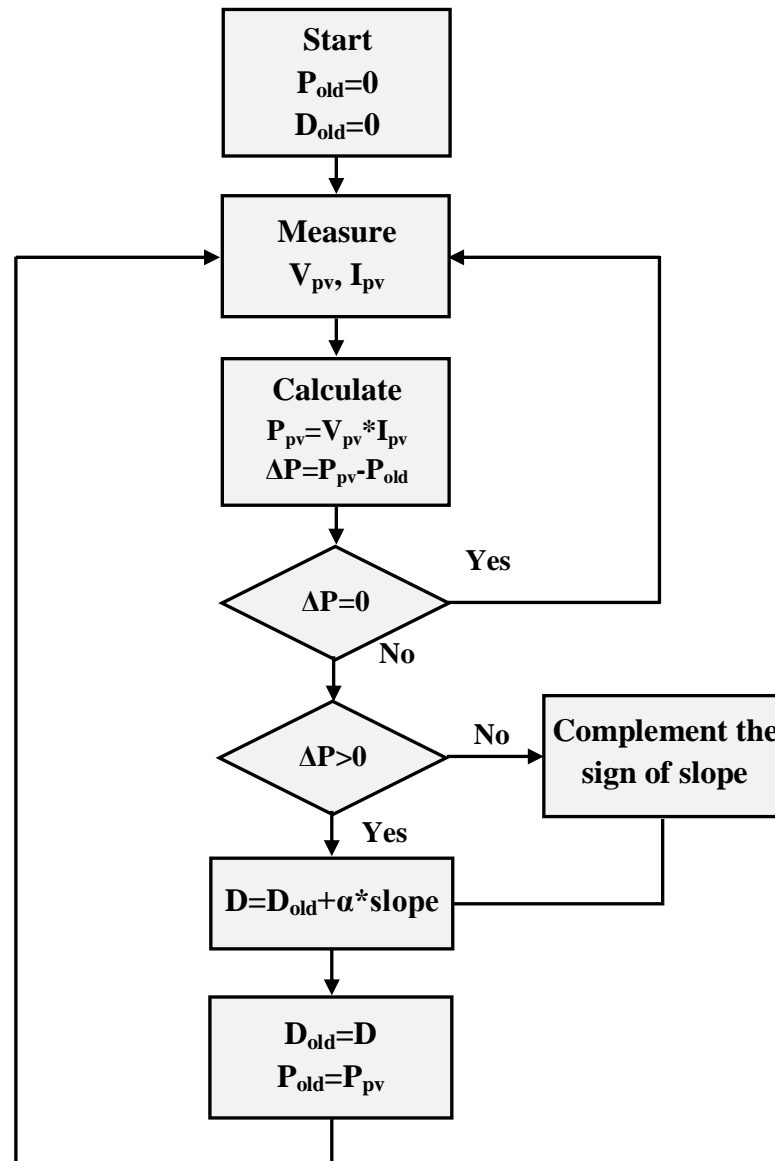 Start
P_old=0
D_old=0
Measure
V_pv, I_pv
Calculate
P_pv=V_pv*I_pv
ΔP=P_pv-P_old
ΔP=0
Yes
No
ΔP>0
No
Complement the
sign of slope
Yes
D=D_old+α*slope
D_old=D
P_old=P_pv